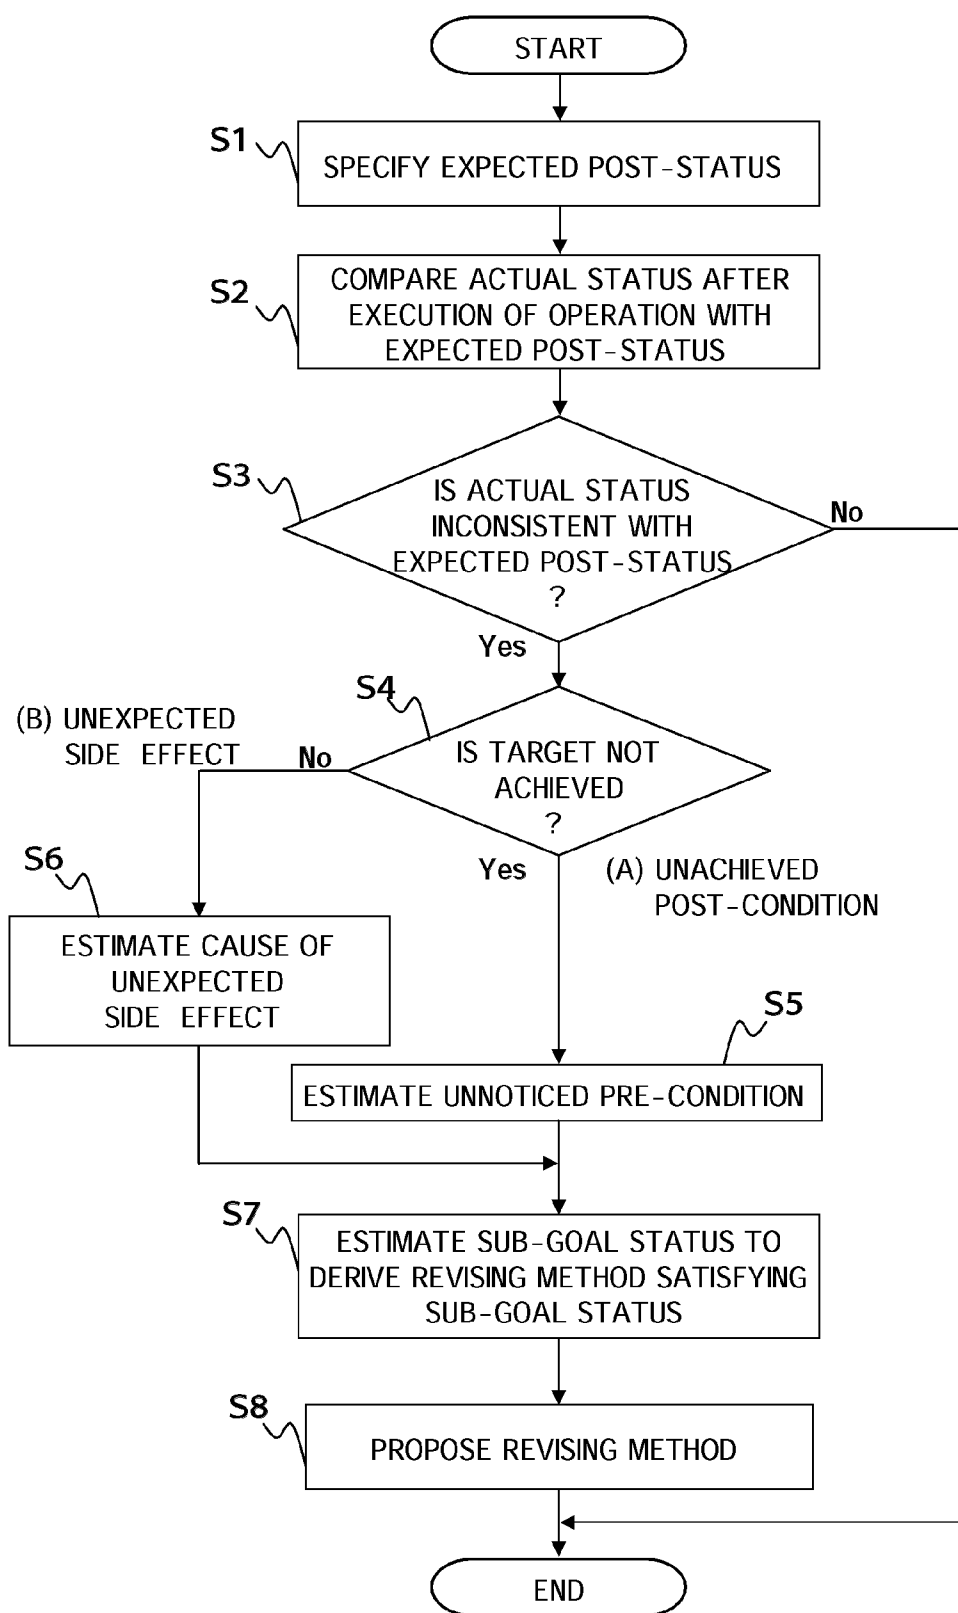 START
S1
SPECIFY EXPECTED POST-STATUS
S2
COMPARE ACTUAL STATUS AFTER
EXECUTION OF OPERATION WITH
EXPECTED POST-STATUS
S3
IS ACTUAL STATUS
INCONSISTENT WITH
EXPECTED POST-STATUS
?
No
Yes
S4
(B) UNEXPECTED
SIDE EFFECT
No
IS TARGET NOT
ACHIEVED
?
Yes
(A) UNACHIEVED
POST-CONDITION
S6
ESTIMATE CAUSE OF
UNEXPECTED
SIDE EFFECT
S5
ESTIMATE UNNOTICED PRE-CONDITION
S7
ESTIMATE SUB-GOAL STATUS TO
DERIVE REVISING METHOD SATISFYING
SUB-GOAL STATUS
S8
PROPOSE REVISING METHOD
END